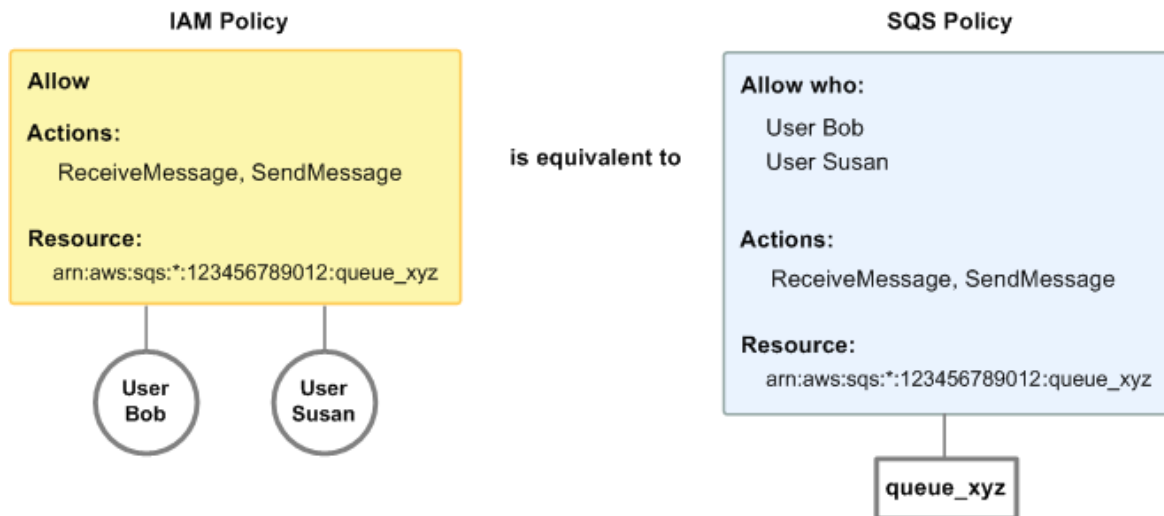 IAM Policy
Allow
Actions:
ReceiveMessage, SendMessage
Resource:
arn:aws:sqs:*:123456789012:queue_xyz
User
Bob
User
Susan
is equivalent to
SQS Policy
Allow who:
User Bob
User Susan
Actions:
ReceiveMessage, SendMessage
Resource:
arn:aws:sqs:*:123456789012:queue_xyz
queue_xyz